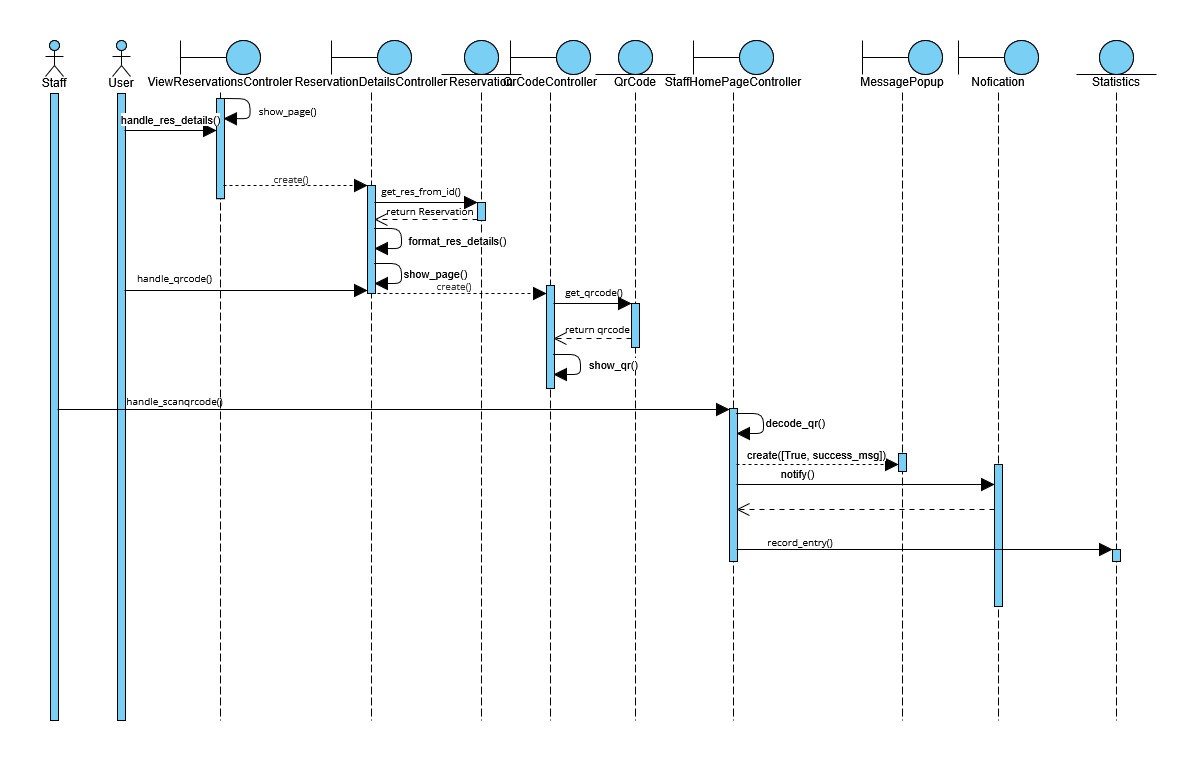 Staff
User
ViewReservationsControler
ReservationDetailsController
Reservation
QrCodeController
QrCode
StaffHomePageController
MessagePopup
Nofication
Statistics
show_page()
handle_res_details()
create()
get_res_from_id()
return Reservation
format_res_details()
show_page()
handle_qrcode()
create()
get_qrcode()
return qrcode
show_qr()
handle_scanqrcode()
decode_qr()
create([True, success_msg])
notify()
record_entry()